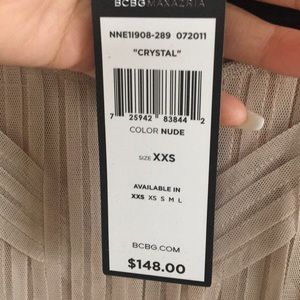 BCBGMAXAZRIA
NNE1I908-289 072011
"CRYSTAL"
7 25942 83844 2
COLOR NUDE
SIZE XXS
AVAILABLE IN
XXS XS S M L
BCBG.COM
$148.00